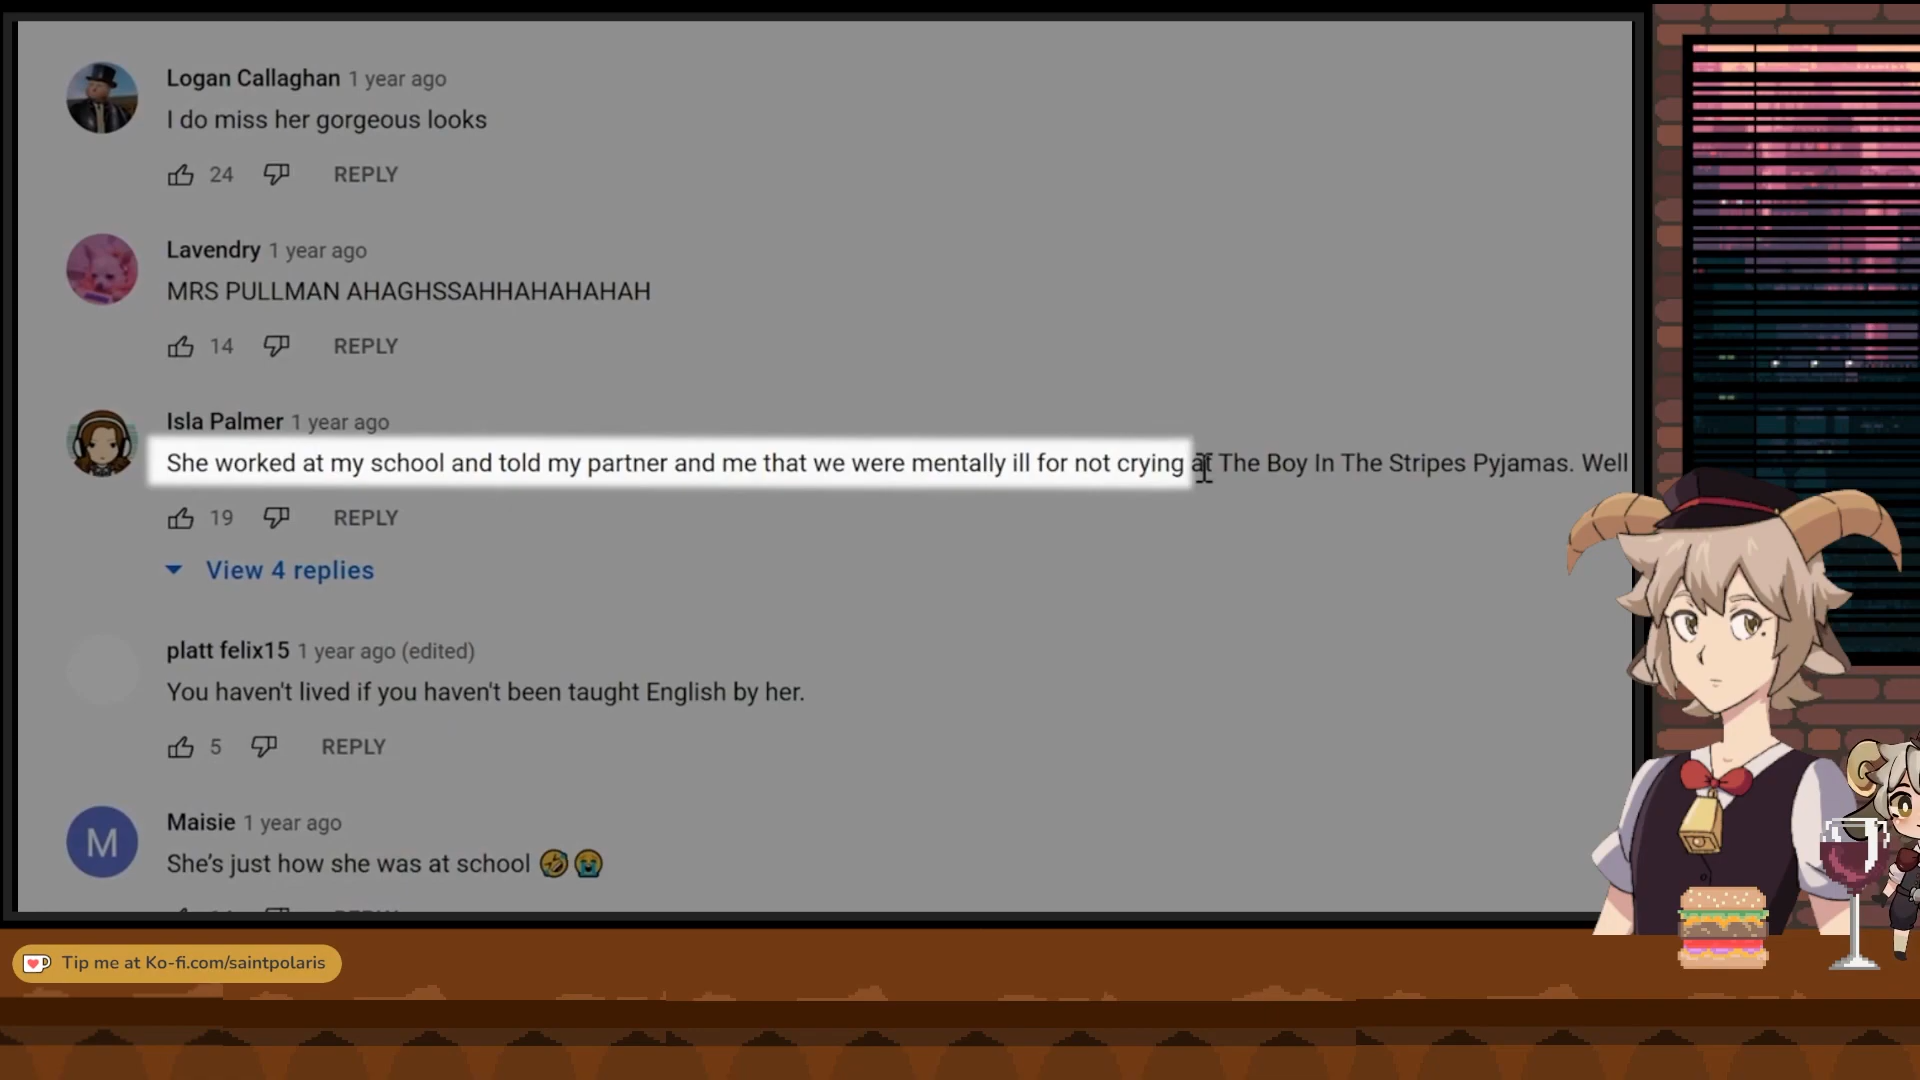 Logan Callaghan 1 year ago
I do miss her gorgeous looks
24 REPLY
Lavendry 1 year ago
MRS PULLMAN AHAGHSSAHHAHAHAHAH
14 REPLY
Isla Palmer 1 year ago
She worked at my school and told my partner and me that we were mentally ill for not crying at The Boy In The Stripes Pyjamas. Well
19 REPLY
View 4 replies
platt felix15 1 year ago (edited)
You haven't lived if you haven't been taught English by her.
5 REPLY
M
Maisie 1 year ago
She's just how she was at school 🤣😭
Tip me at Ko-fi.com/saintpolaris